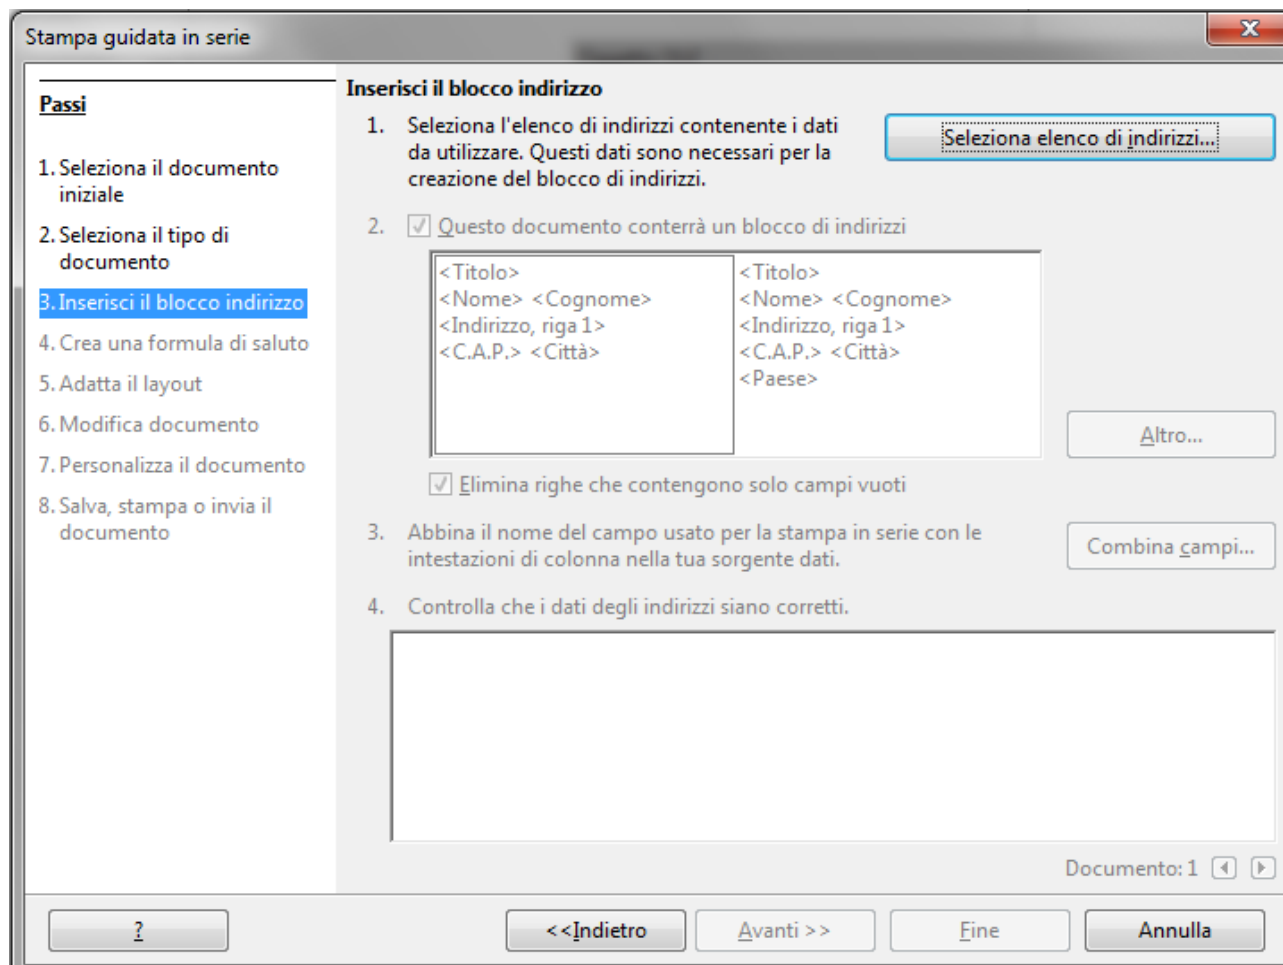 Stampa guidata in serie
Passi
1. Seleziona il documento
iniziale
2. Seleziona il tipo di
documento
3. Inserisci il blocco indirizzo
4. Crea una formula di saluto
5. Adatta il layout
6. Modifica documento
7. Personalizza il documento
8. Salva, stampa o invia il
documento
Inserisci il blocco indirizzo
1. Seleziona l'elenco di indirizzi contenente i dati
da utilizzare. Questi dati sono necessari per la
creazione del blocco di indirizzi.
Seleziona elenco di indirizzi...
2. Questo documento conterrà un blocco di indirizzi
<Titolo>
<Nome> <Cognome>
<Indirizzo, riga 1>
<C.A.P.> <Città>
<Titolo>
<Nome> <Cognome>
<Indirizzo, riga 1>
<C.A.P.> <Città>
<Paese>
Altro...
Elimina righe che contengono solo campi vuoti
3. Abbina il nome del campo usato per la stampa in serie con le
intestazioni di colonna nella tua sorgente dati.
Combina campi...
4. Controlla che i dati degli indirizzi siano corretti.
Documento: 1
?
<<Indietro
Avanti >>
Fine
Annulla